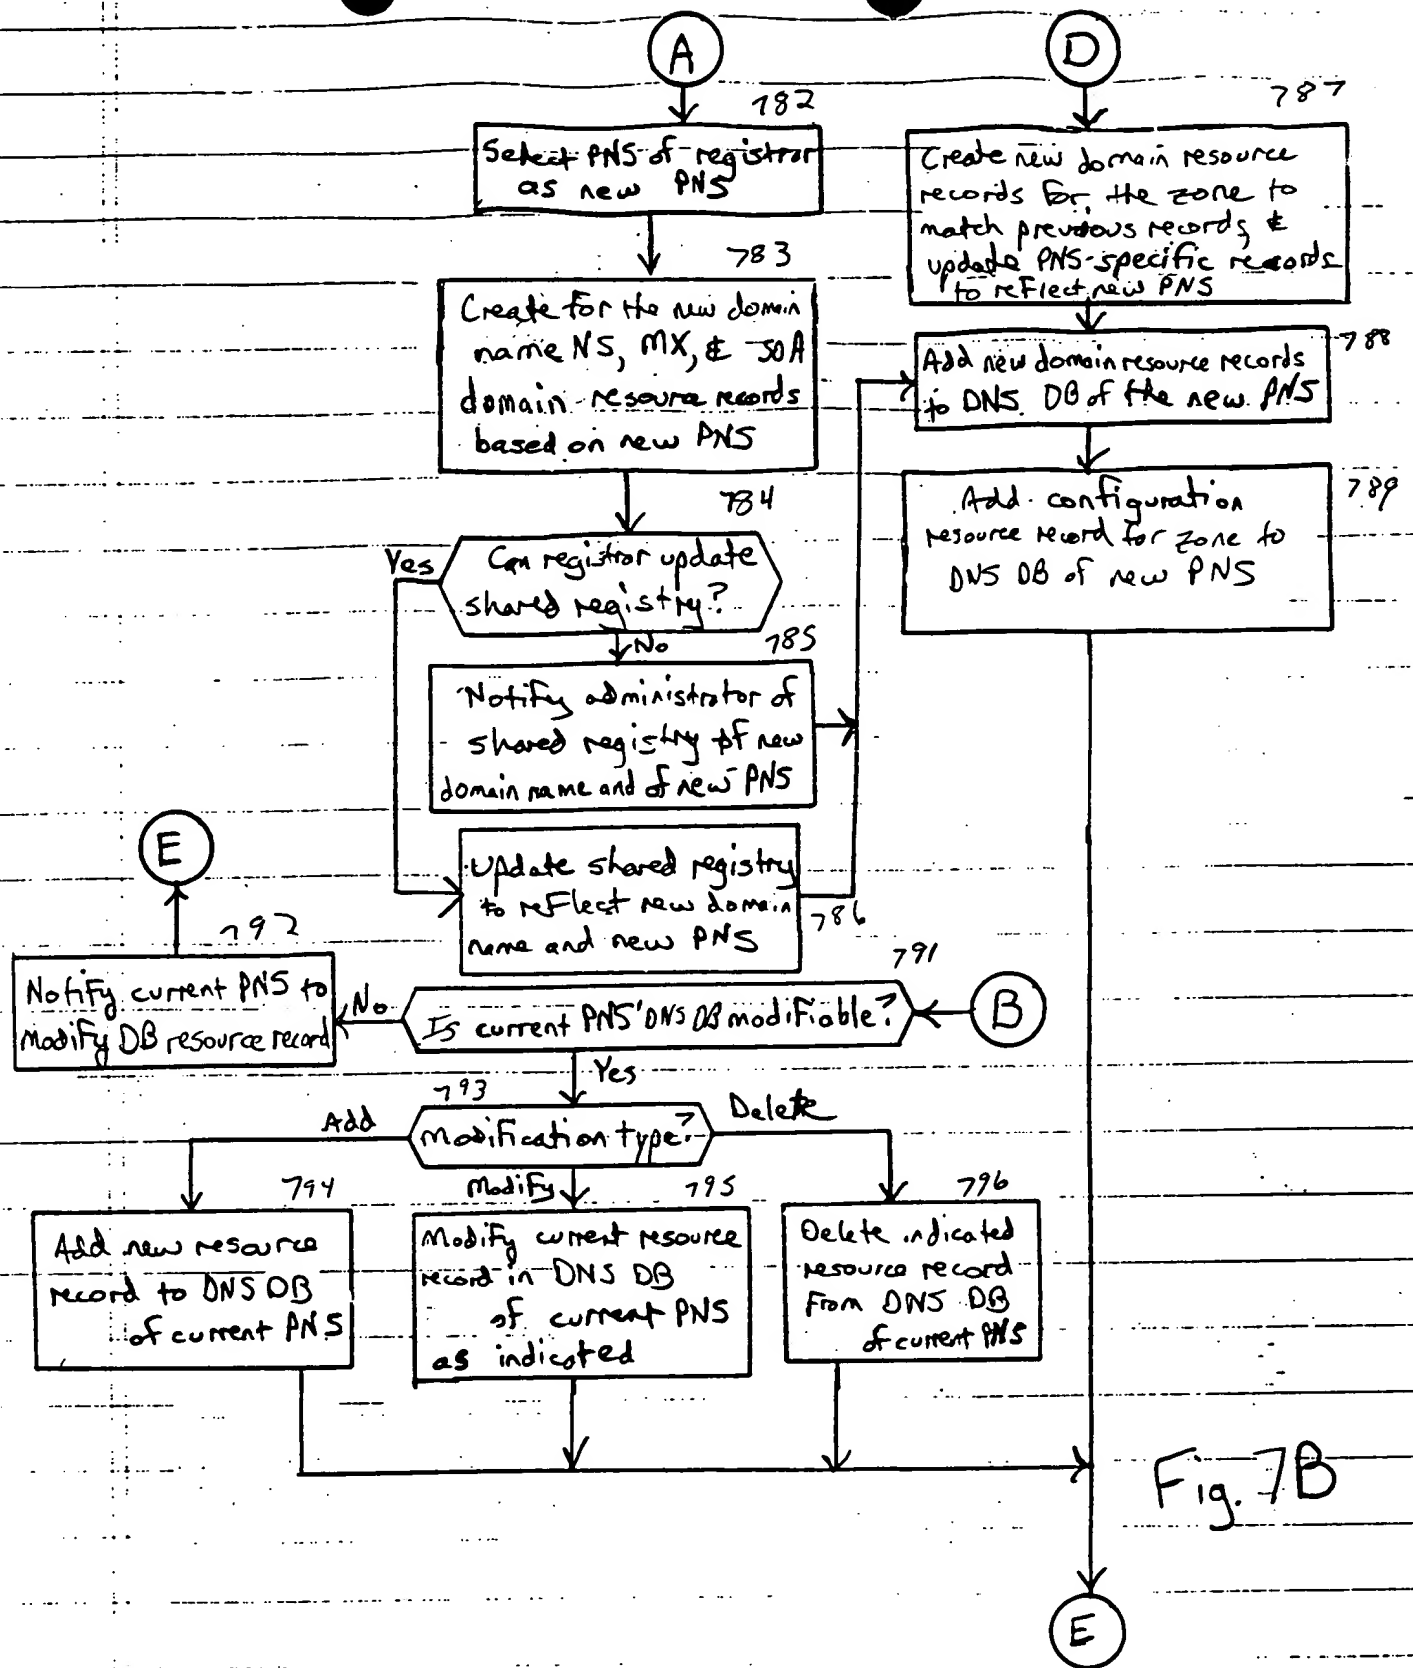 A
782
Select PNS of registrar
as new PNS
783
Create for the new domain
name NS, MX, & SOA
domain resource records
based on new PNS
784
Can registrar update
shared registry?
Yes
No
785
Notify administrator of
shared registry of new
domain name and of new PNS
Update shared registry
to reflect new domain
name and new PNS
786
D
787
Create new domain resource
records for the zone to
match previous records, &
update PNS-specific records
to reflect new PNS
788
Add new domain resource records
to DNS DB of the new PNS
789
Add configuration
resource record for zone to
DNS DB of new PNS
E
792
Notify current PNS to
Modify DB resource record
No
791
Is current PNS' DNS DB modifiable?
B
Yes
793
Modification type?
Add
Modify
Delete
794
Add new resource
record to DNS DB
of current PNS
795
Modify current resource
record in DNS DB
of current PNS
as indicated
796
Delete indicated
resource record
From DNS DB
of current PNS
Fig. 7B
E